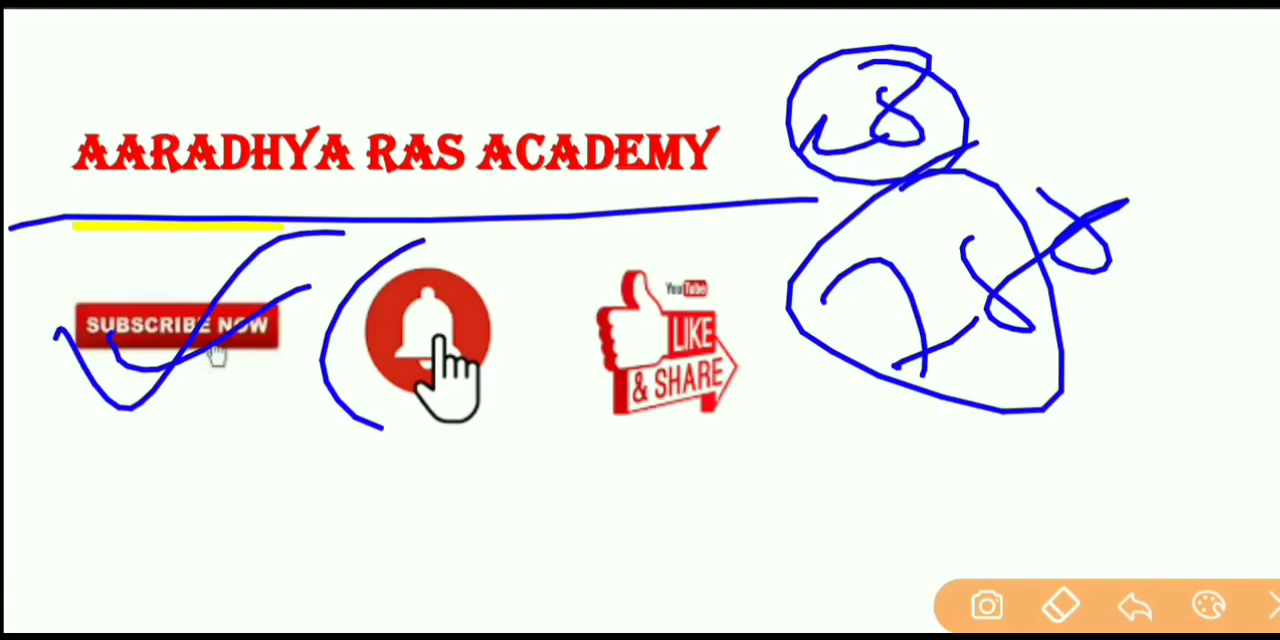 AARADHYA RAS ACADEMY
SUBSCRIBE NOW
YouTube
LIKE
& SHARE